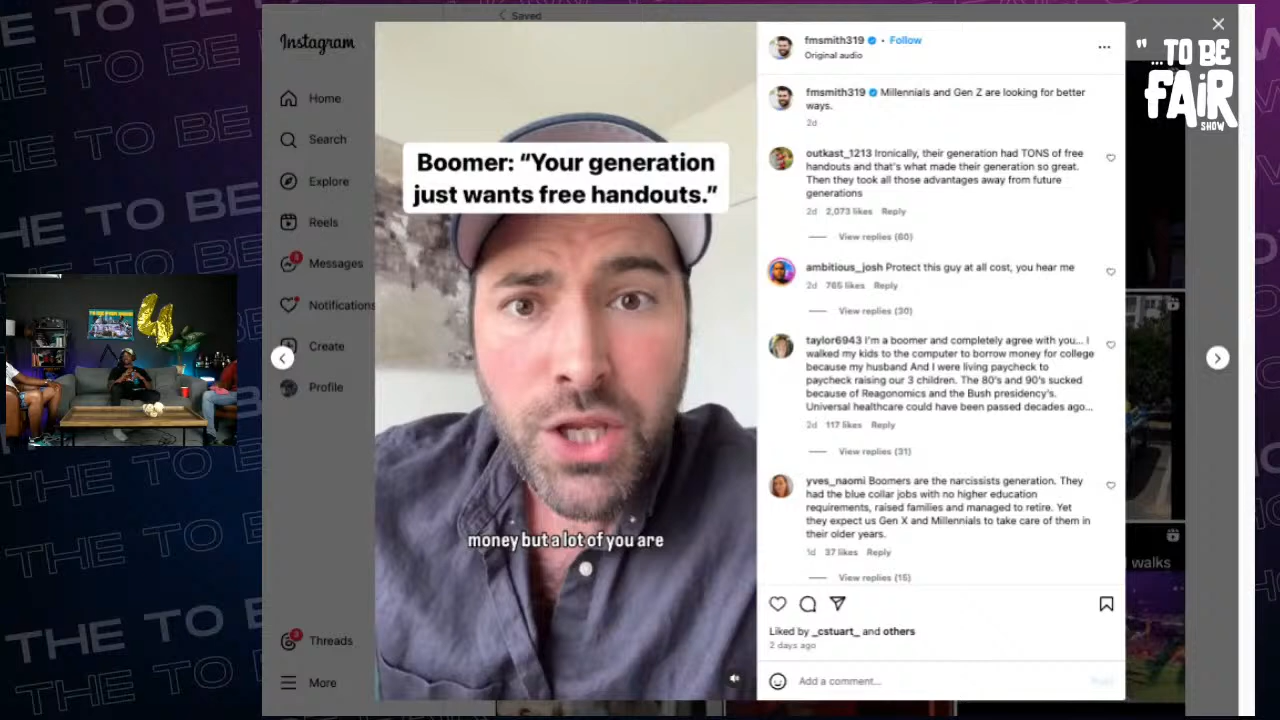 Saved
Instagram
Home
Search
Explore
Reels
Messages
Notifications
Create
Profile
Threads
More
Boomer: “Your generation
just wants free handouts.”
money but a lot of you are
fmsmith319 • Follow
Original audio
fmsmith319 Millennials and Gen Z are looking for better
ways.
2d
outkast_1213 Ironically, their generation had TONS of free
handouts and that's what made their generation so great.
Then they took all those advantages away from future
generations
2d 2,073 likes Reply
View replies (60)
ambitious_josh Protect this guy at all cost, you hear me
2d 765 likes Reply
View replies (30)
taylor6943 I'm a boomer and completely agree with you... I
walked my kids to the computer to borrow money for college
because my husband And I were living paycheck to
paycheck raising our 3 children. The 80's and 90's sucked
because of Reagonomics and the Bush presidency's.
Universal healthcare could have been passed decades ago...
2d 117 likes Reply
View replies (31)
yves_naomi Boomers are the narcissists generation. They
had the blue collar jobs with no higher education
requirements, raised families and managed to retire. Yet
they expect us Gen X and Millennials to take care of them in
their older years.
1d 37 likes Reply
View replies (15)
Liked by _cstuart_ and others
2 days ago
Add a comment...
walks
"...TO BE
FAIR
SHOW